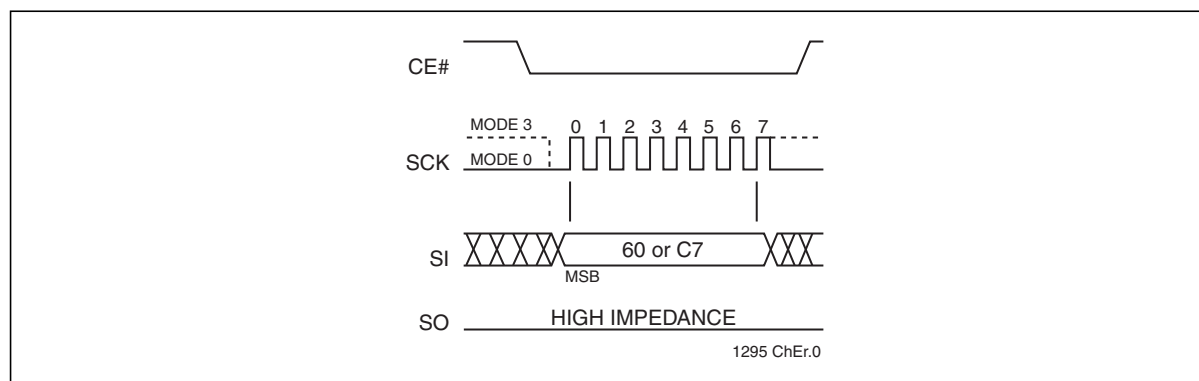 CE#
MODE 3
0 1 2 3 4 5 6 7
SCK
MODE 0
SI
60 or C7
MSB
SO
HIGH IMPEDANCE
1295 ChEr.0